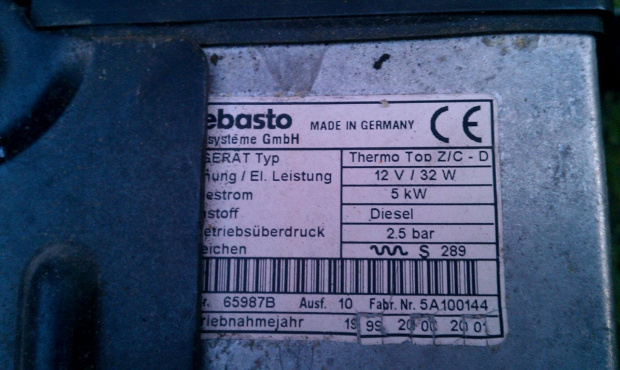 ebasto MADE IN GERMANY CE
systeme GmbH
GERÄT Typ Thermo Top Z/C - D
nung / El. Leistung 12 V / 32 W
estrom 5 kW
stoff Diesel
etriebsüberdruck 2.5 bar
eichen S 289
r. 65987B Ausf. 10 Fabr. Nr. 5A100144
riebnahmejahr 19 99 20 00 20 01